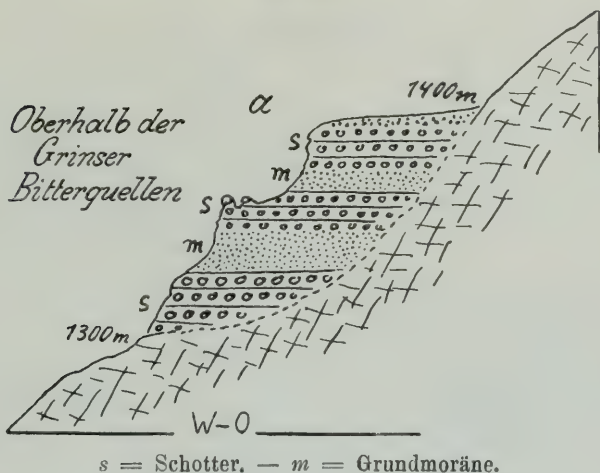 a
1400m
Oberhalb der
Grinser
Bitterquellen
s
m
s
m
s
1300m
W-O
s = Schotter. — m = Grundmoräne.